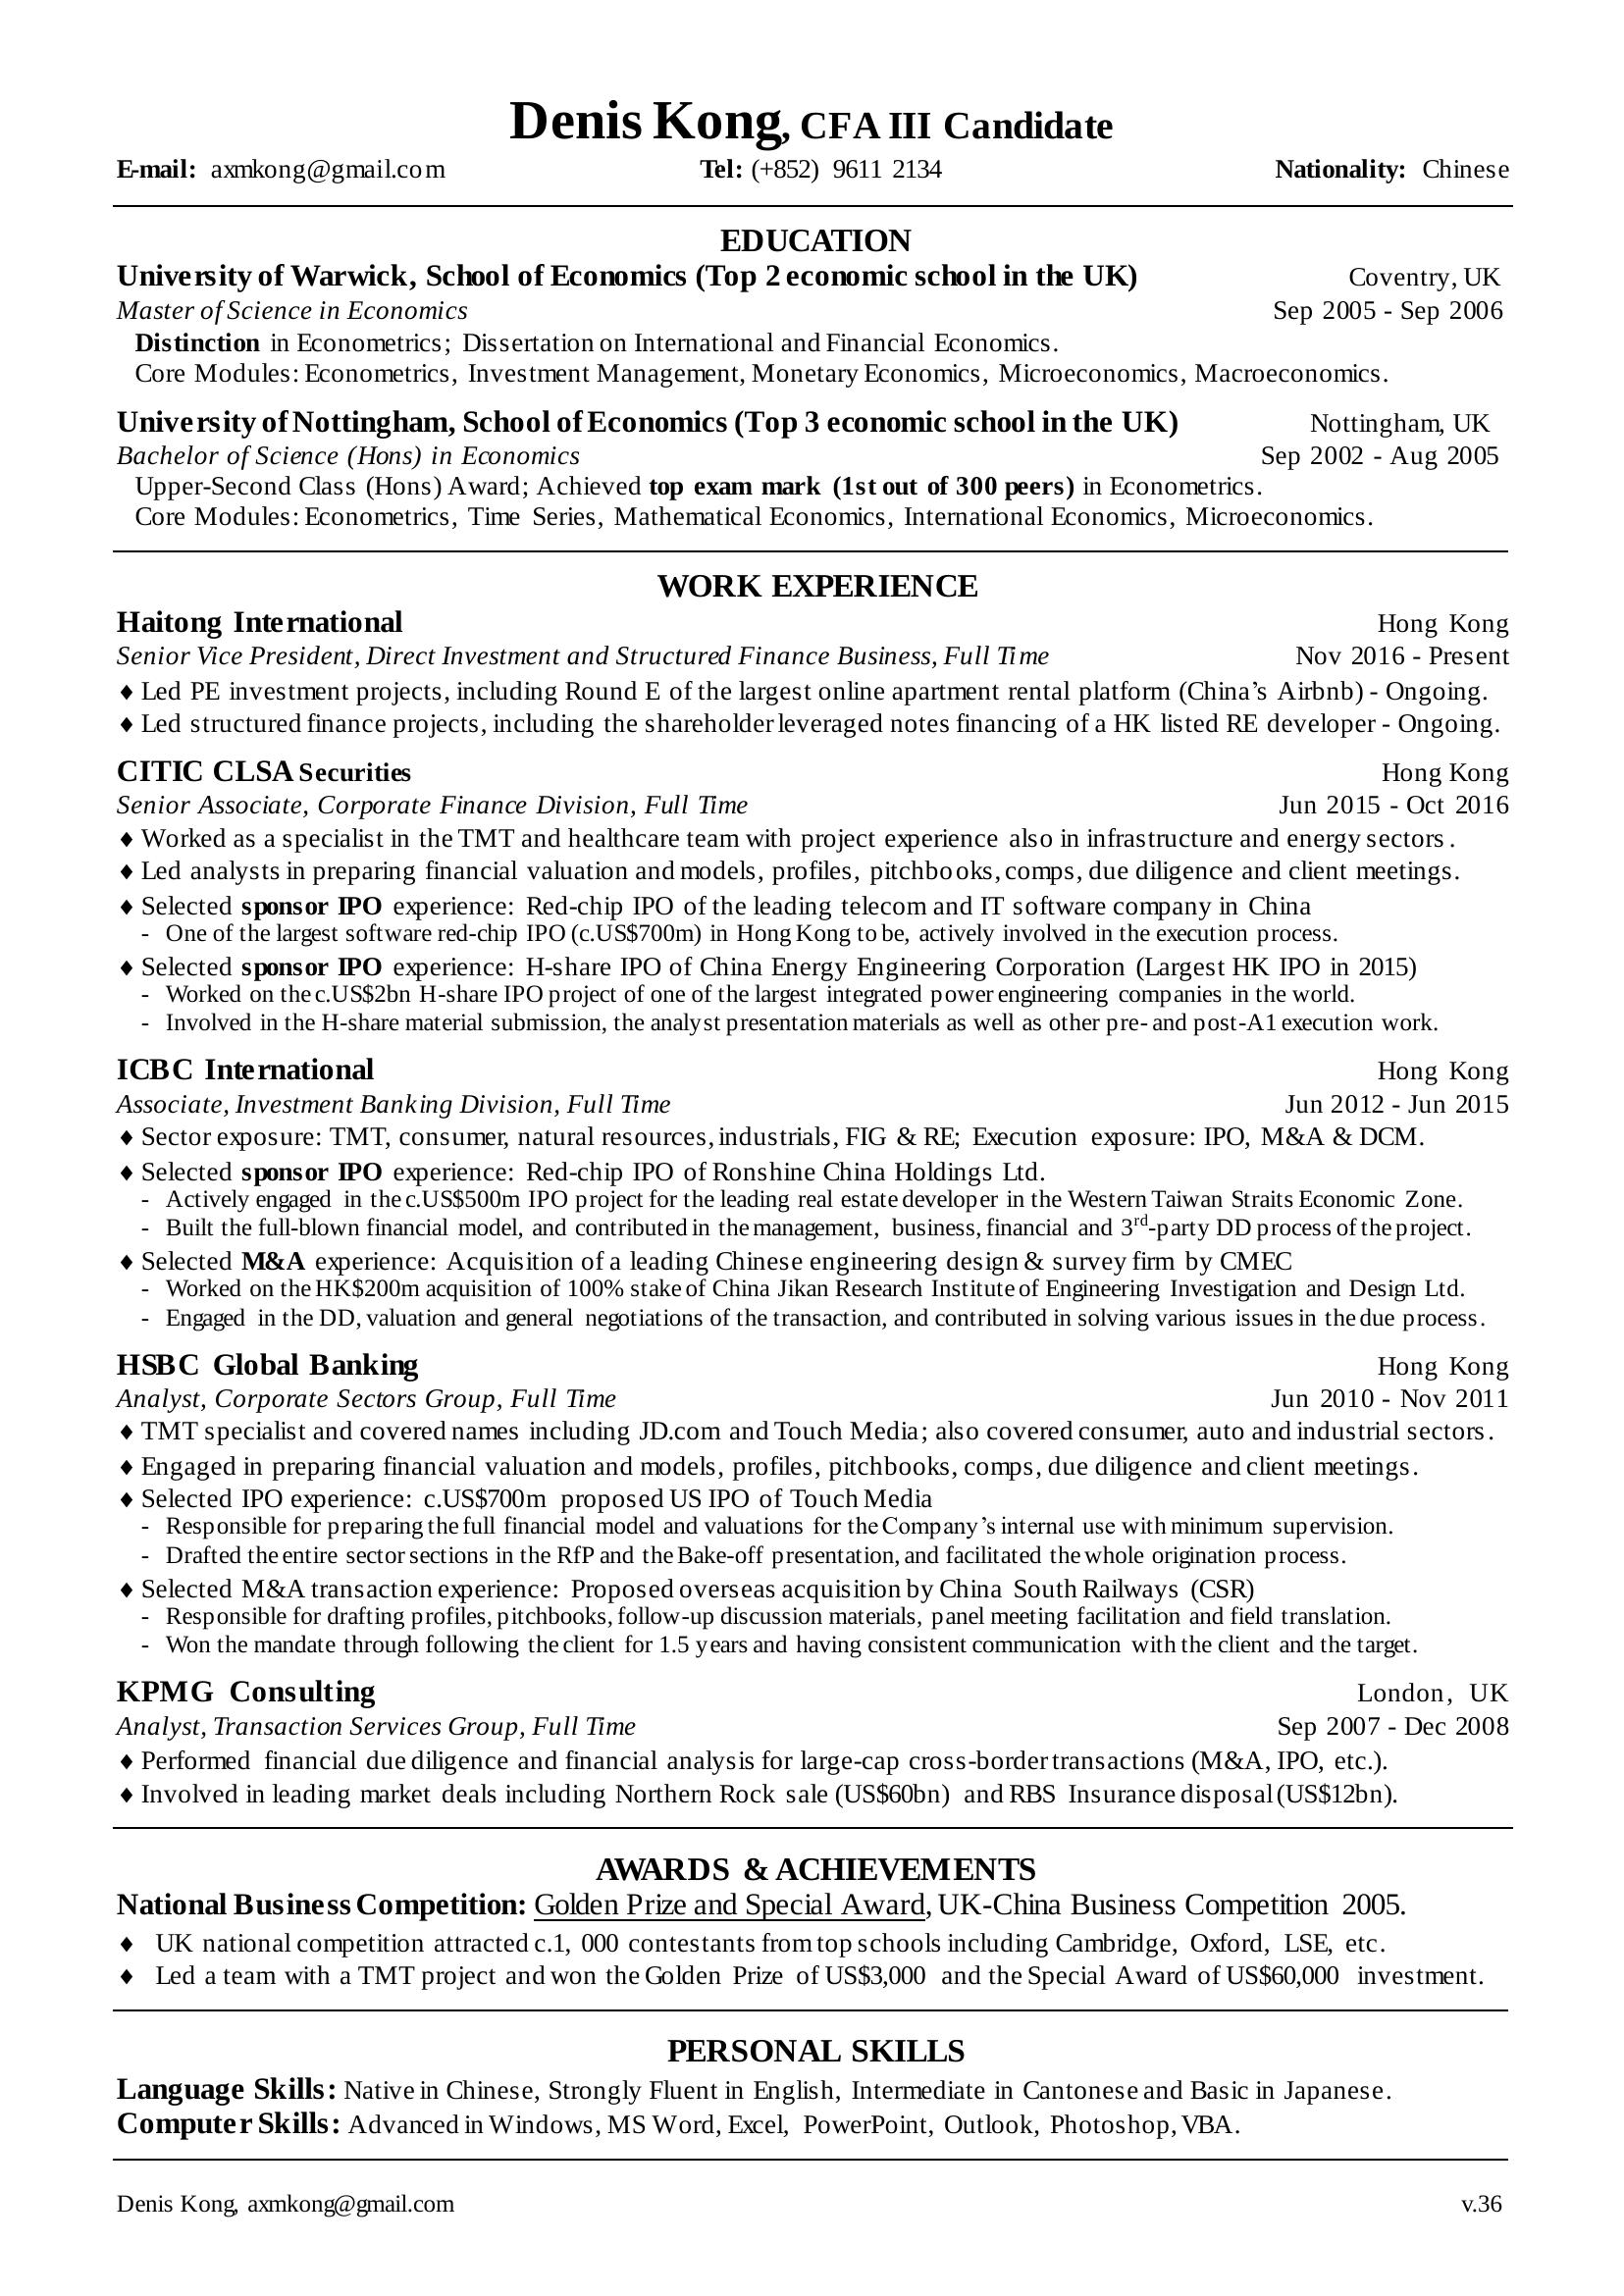 Denis Kong, CFA III Candidate
E-mail: axmkong@gmail.com Tel: (+852) 9611 2134 Nationality: Chinese
EDUCATION
University of Warwick, School of Economics (Top 2 economic school in the UK) Coventry, UK
Master of Science in Economics Sep 2005 - Sep 2006
Distinction in Econometrics; Dissertation on International and Financial Economics.
Core Modules: Econometrics, Investment Management, Monetary Economics, Microeconomics, Macroeconomics.
University of Nottingham, School of Economics (Top 3 economic school in the UK) Nottingham, UK
Bachelor of Science (Hons) in Economics Sep 2002 - Aug 2005
Upper-Second Class (Hons) Award; Achieved top exam mark (1st out of 300 peers) in Econometrics.
Core Modules: Econometrics, Time Series, Mathematical Economics, International Economics, Microeconomics.
WORK EXPERIENCE
Haitong International Hong Kong
Senior Vice President, Direct Investment and Structured Finance Business, Full Time Nov 2016 - Present
♦ Led PE investment projects, including Round E of the largest online apartment rental platform (China's Airbnb) - Ongoing.
♦ Led structured finance projects, including the shareholder leveraged notes financing of a HK listed RE developer - Ongoing.
CITIC CLSA Securities Hong Kong
Senior Associate, Corporate Finance Division, Full Time Jun 2015 - Oct 2016
♦ Worked as a specialist in the TMT and healthcare team with project experience also in infrastructure and energy sectors.
♦ Led analysts in preparing financial valuation and models, profiles, pitchbooks, comps, due diligence and client meetings.
♦ Selected sponsor IPO experience: Red-chip IPO of the leading telecom and IT software company in China
- One of the largest software red-chip IPO (c.US$700m) in Hong Kong to be, actively involved in the execution process.
♦ Selected sponsor IPO experience: H-share IPO of China Energy Engineering Corporation (Largest HK IPO in 2015)
- Worked on the c.US$2bn H-share IPO project of one of the largest integrated power engineering companies in the world.
- Involved in the H-share material submission, the analyst presentation materials as well as other pre- and post-A1 execution work.
ICBC International Hong Kong
Associate, Investment Banking Division, Full Time Jun 2012 - Jun 2015
♦ Sector exposure: TMT, consumer, natural resources, industrials, FIG & RE; Execution exposure: IPO, M&A & DCM.
♦ Selected sponsor IPO experience: Red-chip IPO of Ronshine China Holdings Ltd.
- Actively engaged in the c.US$500m IPO project for the leading real estate developer in the Western Taiwan Straits Economic Zone.
- Built the full-blown financial model, and contributed in the management, business, financial and 3rd-party DD process of the project.
♦ Selected M&A experience: Acquisition of a leading Chinese engineering design & survey firm by CMEC
- Worked on the HK$200m acquisition of 100% stake of China Jikan Research Institute of Engineering Investigation and Design Ltd.
- Engaged in the DD, valuation and general negotiations of the transaction, and contributed in solving various issues in the due process.
HSBC Global Banking Hong Kong
Analyst, Corporate Sectors Group, Full Time Jun 2010 - Nov 2011
♦ TMT specialist and covered names including JD.com and Touch Media; also covered consumer, auto and industrial sectors.
♦ Engaged in preparing financial valuation and models, profiles, pitchbooks, comps, due diligence and client meetings.
♦ Selected IPO experience: c.US$700m proposed US IPO of Touch Media
- Responsible for preparing the full financial model and valuations for the Company's internal use with minimum supervision.
- Drafted the entire sector sections in the RfP and the Bake-off presentation, and facilitated the whole origination process.
♦ Selected M&A transaction experience: Proposed overseas acquisition by China South Railways (CSR)
- Responsible for drafting profiles, pitchbooks, follow-up discussion materials, panel meeting facilitation and field translation.
- Won the mandate through following the client for 1.5 years and having consistent communication with the client and the target.
KPMG Consulting London, UK
Analyst, Transaction Services Group, Full Time Sep 2007 - Dec 2008
♦ Performed financial due diligence and financial analysis for large-cap cross-border transactions (M&A, IPO, etc.).
♦ Involved in leading market deals including Northern Rock sale (US$60bn) and RBS Insurance disposal (US$12bn).
AWARDS & ACHIEVEMENTS
National Business Competition: Golden Prize and Special Award, UK-China Business Competition 2005.
♦ UK national competition attracted c.1, 000 contestants from top schools including Cambridge, Oxford, LSE, etc.
♦ Led a team with a TMT project and won the Golden Prize of US$3,000 and the Special Award of US$60,000 investment.
PERSONAL SKILLS
Language Skills: Native in Chinese, Strongly Fluent in English, Intermediate in Cantonese and Basic in Japanese.
Computer Skills: Advanced in Windows, MS Word, Excel, PowerPoint, Outlook, Photoshop, VBA.
Denis Kong, axmkong@gmail.com v.36